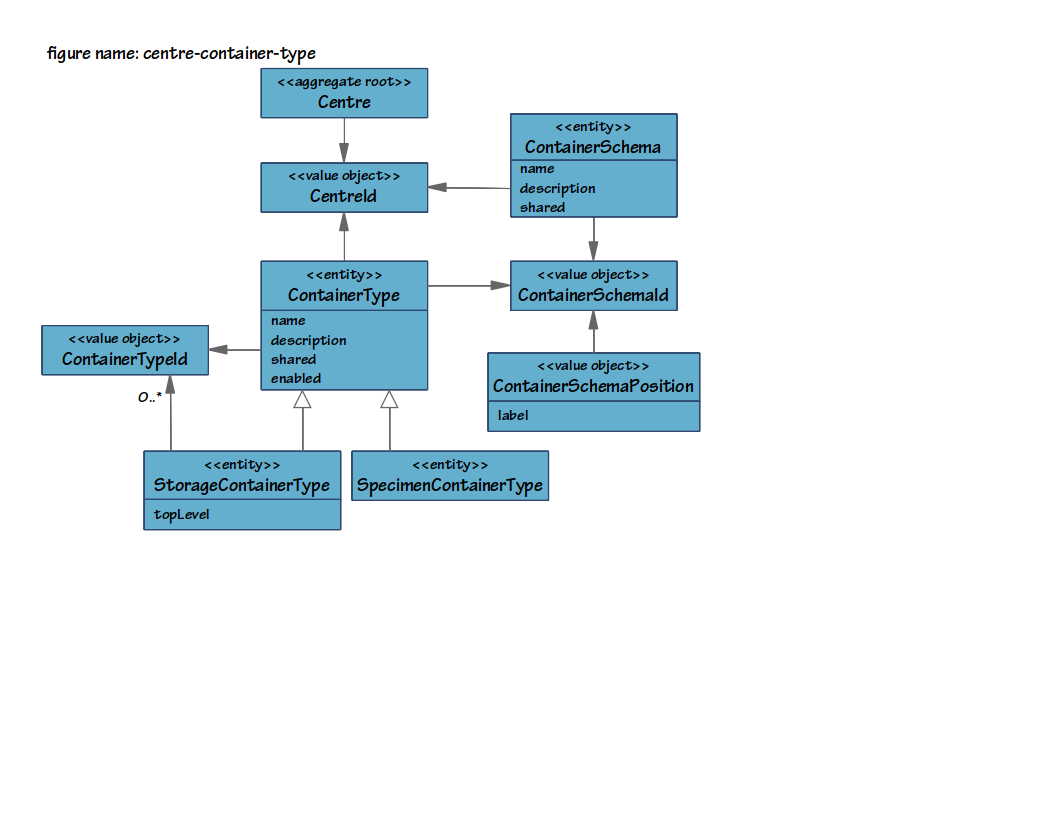 figure name: centre-container-type
<<aggregate root>>
Centre
<<entity>>
ContainerSchema
name
description
shared
<<value object>>
CentreId
<<entity>>
ContainerType
name
description
shared
enabled
<<value object>>
ContainerSchemaId
<<value object>>
ContainerTypeId
0..*
<<value object>>
ContainerSchemaPosition
label
<<entity>>
StorageContainerType
topLevel
<<entity>>
SpecimenContainerType